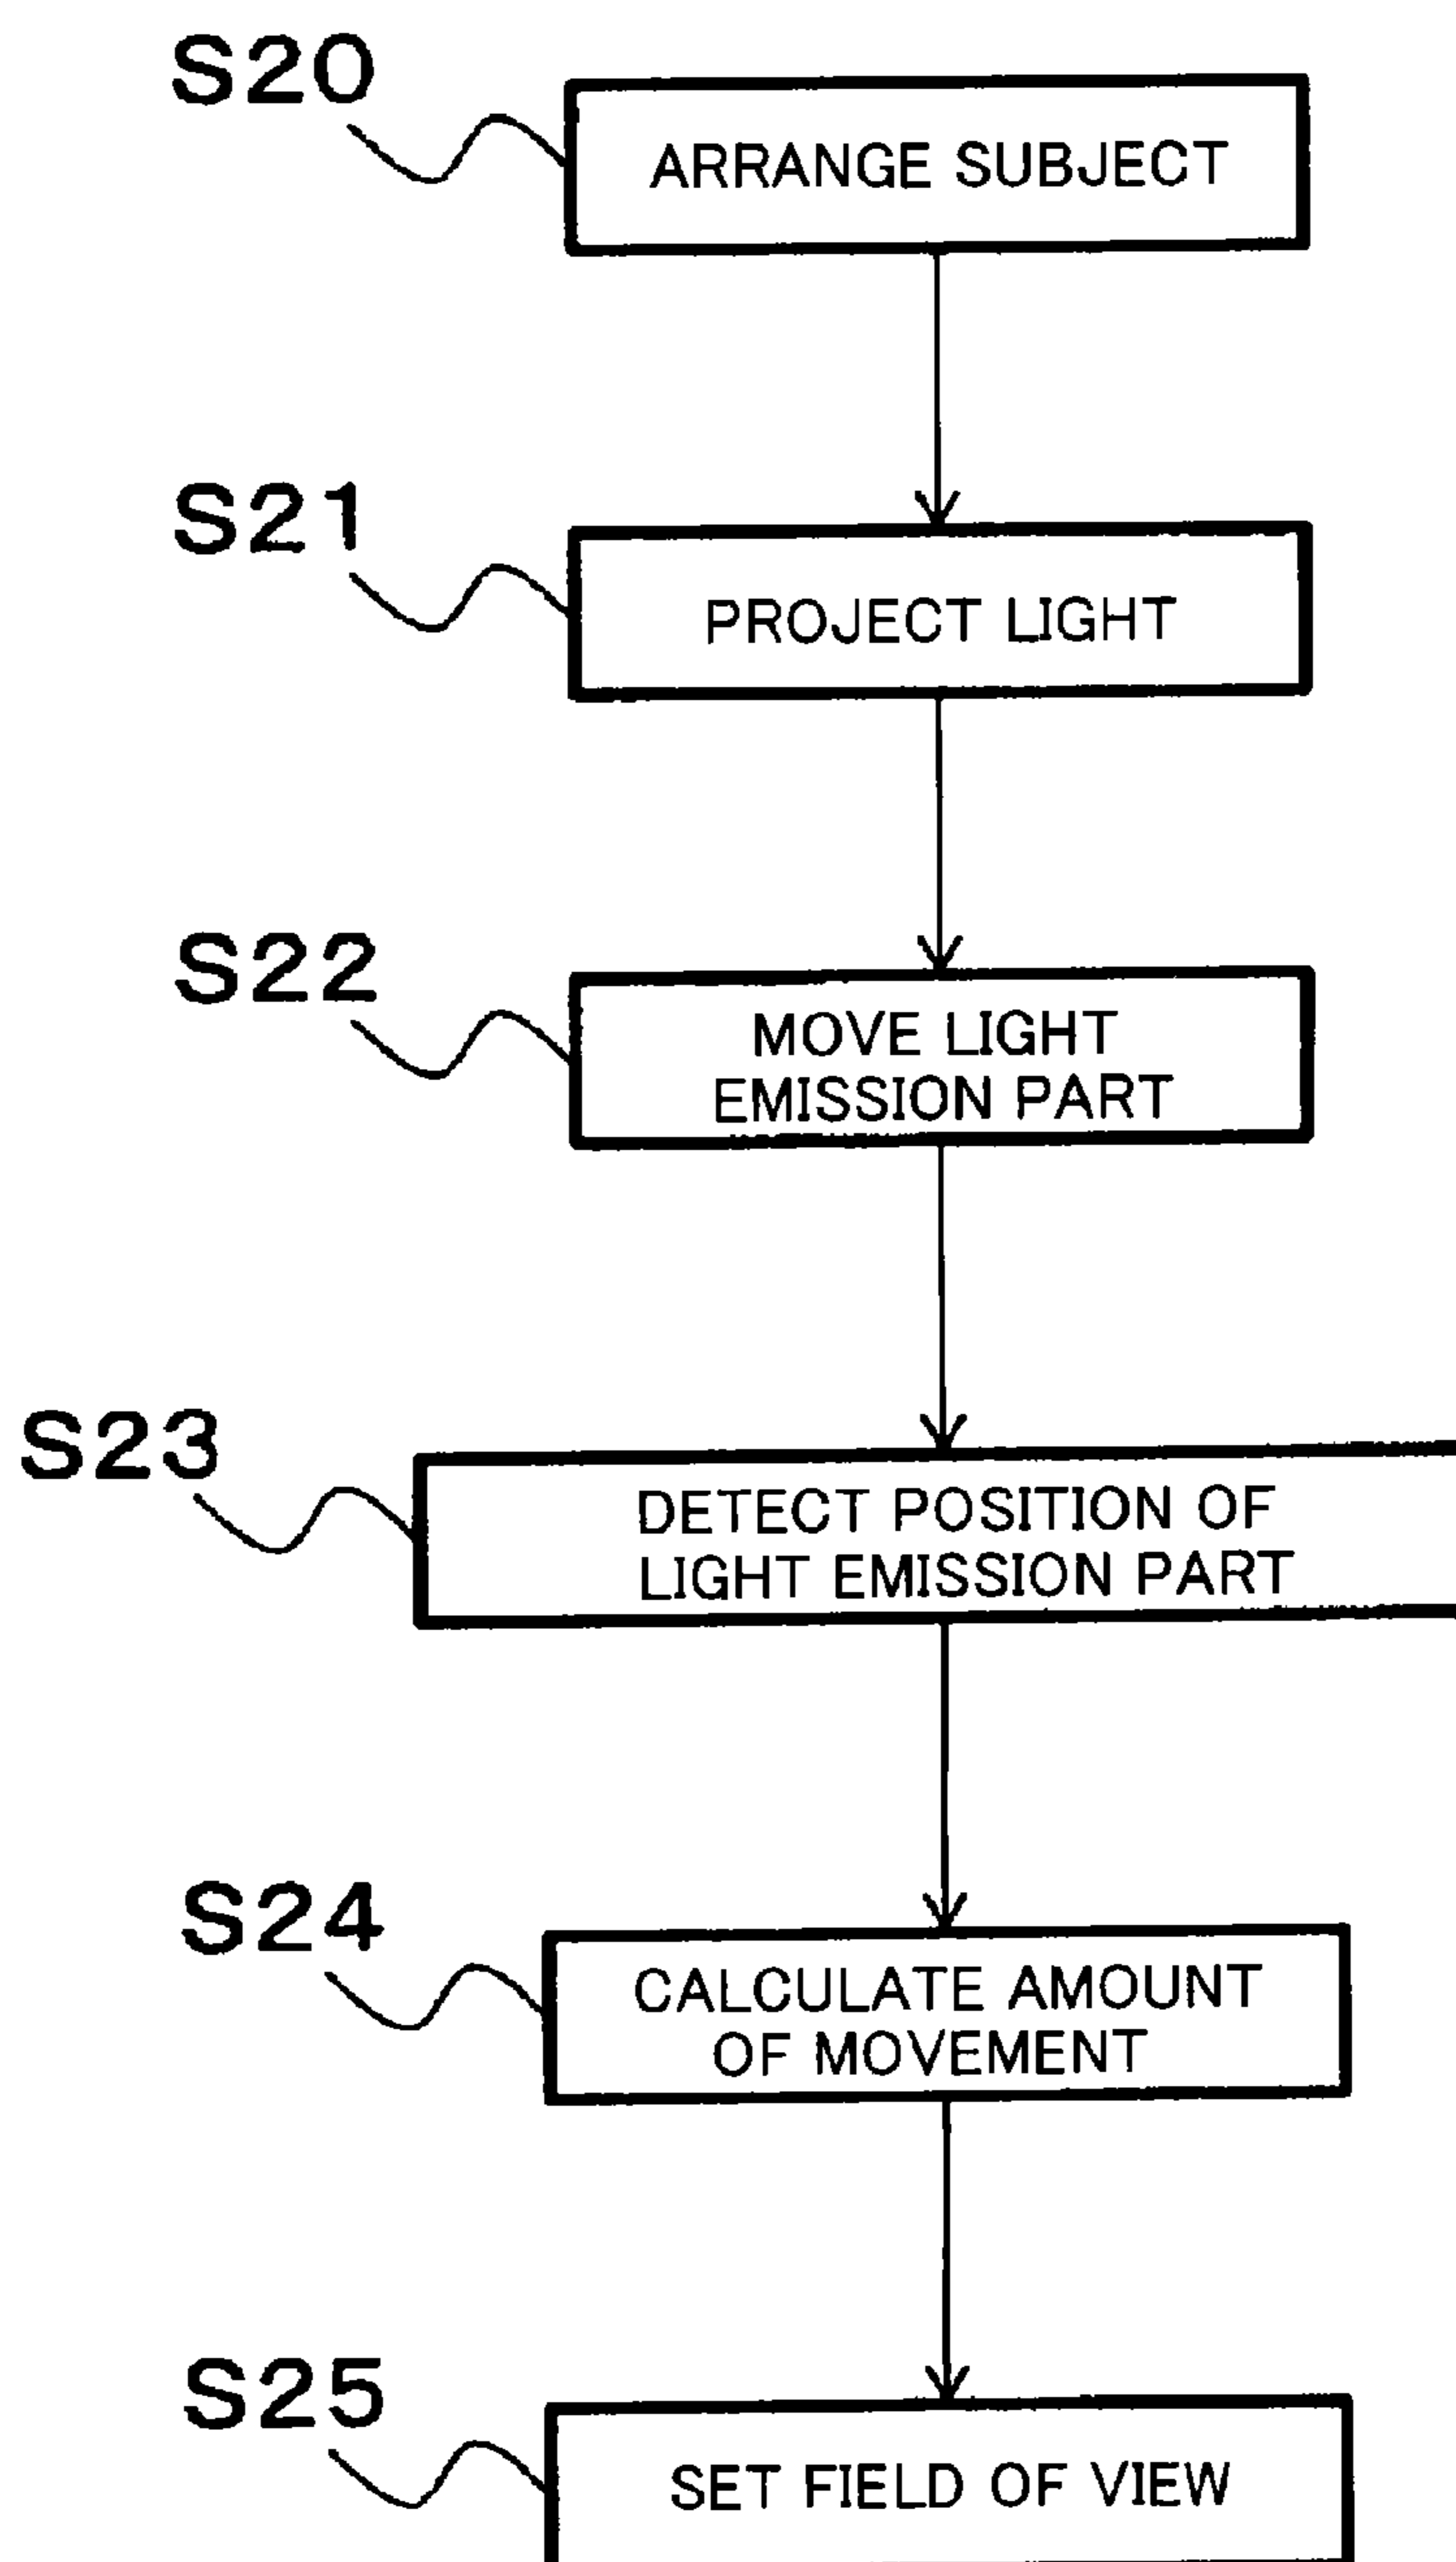 S20
ARRANGE SUBJECT
S21
PROJECT LIGHT
S22
MOVE LIGHT
EMISSION PART
S23
DETECT POSITION OF
LIGHT EMISSION PART
S24
CALCULATE AMOUNT
OF MOVEMENT
S25
SET FIELD OF VIEW